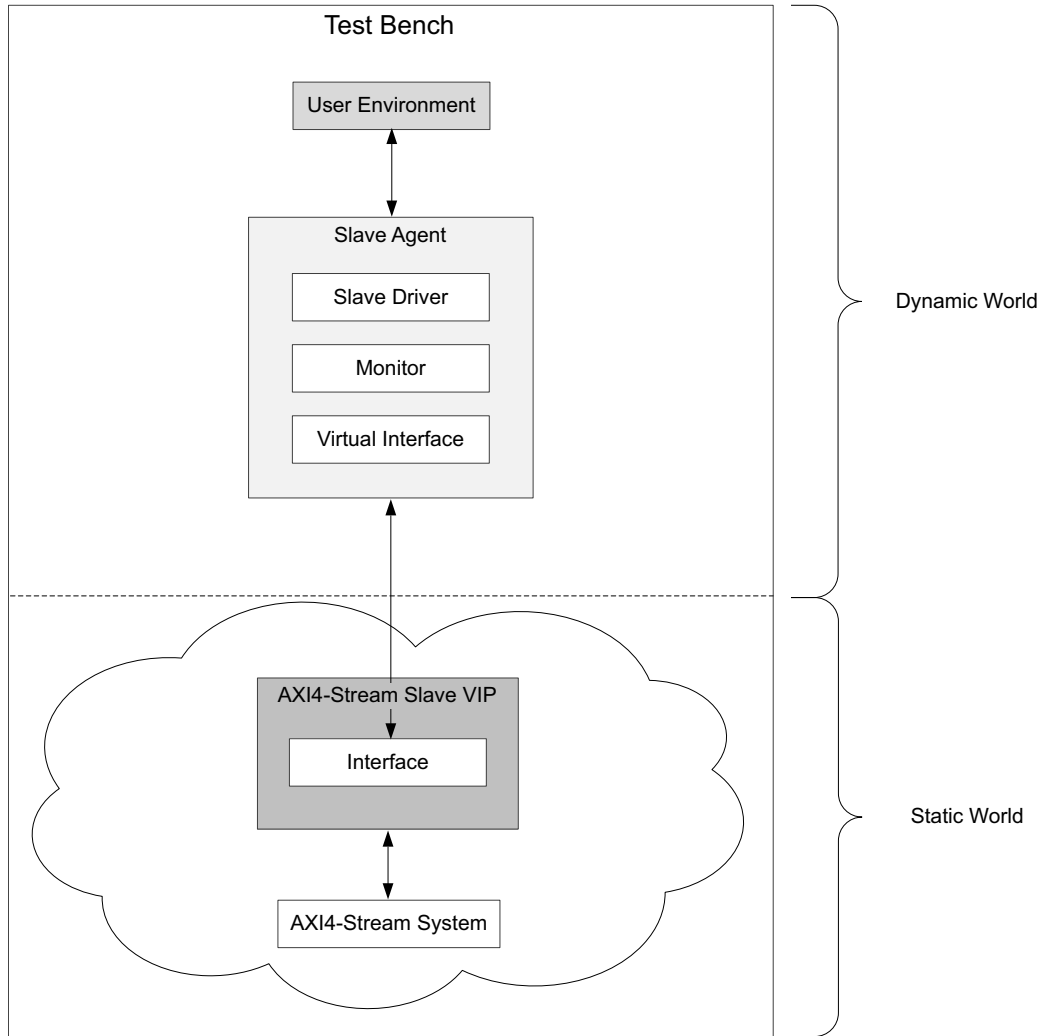 Test Bench
User Environment
Slave Agent
Slave Driver
Monitor
Virtual Interface
Dynamic World
AXI4-Stream Slave VIP
Interface
Static World
AXI4-Stream System